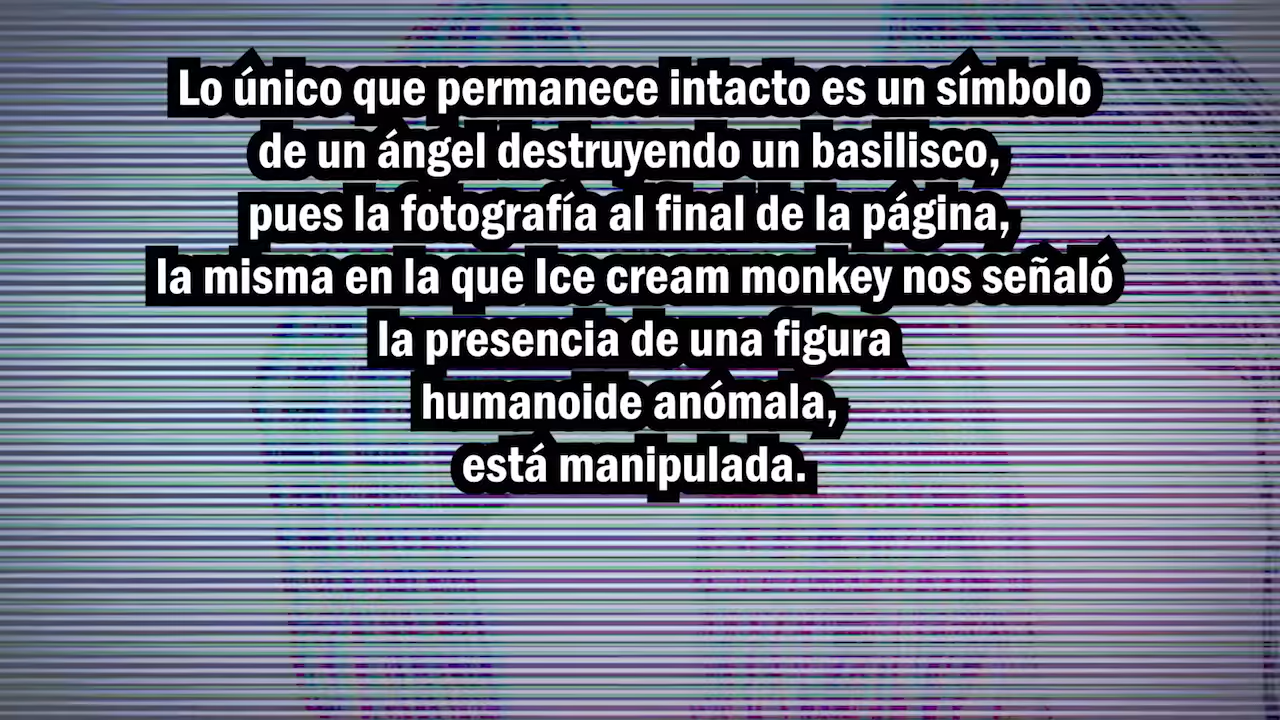 Lo único que permanece intacto es un símbolo
de un ángel destruyendo un basilisco,
pues la fotografía al final de la página,
la misma en la que Ice cream monkey nos señaló
la presencia de una figura
humanoide anómala,
está manipulada.